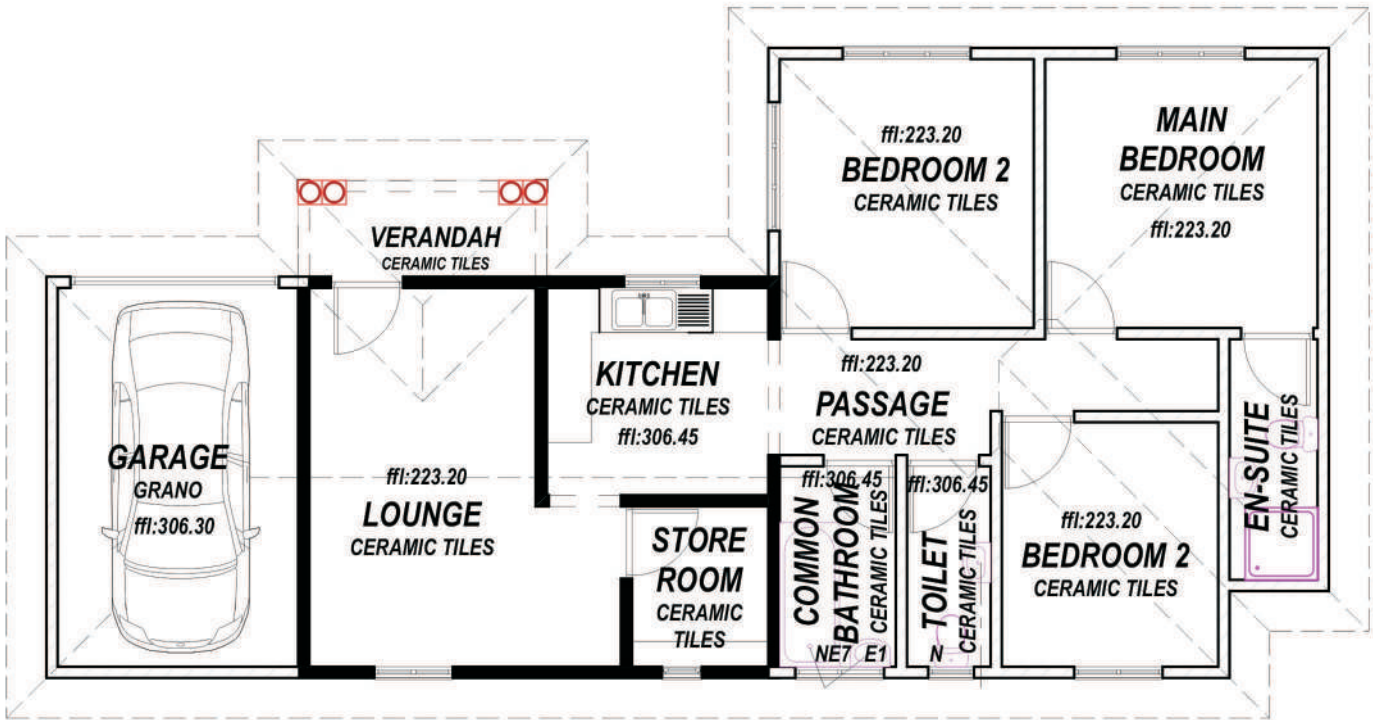 ffl:223.20
BEDROOM 2
CERAMIC TILES
MAIN
BEDROOM
CERAMIC TILES
ffl:223.20
VERANDAH
CERAMIC TILES
KITCHEN
CERAMIC TILES
ffl:306.45
ffl:223.20
PASSAGE
CERAMIC TILES
GARAGE
GRANO
ffl:306.30
ffl:223.20
LOUNGE
CERAMIC TILES
STORE
ROOM
CERAMIC
TILES
ffl:306.45
COMMON
BATHROOM
CERAMIC TILES
NE7 E1
ffl:306.45
TOILET
CERAMIC TILES
N
ffl:223.20
BEDROOM 2
CERAMIC TILES
EN-SUITE
CERAMIC TILES